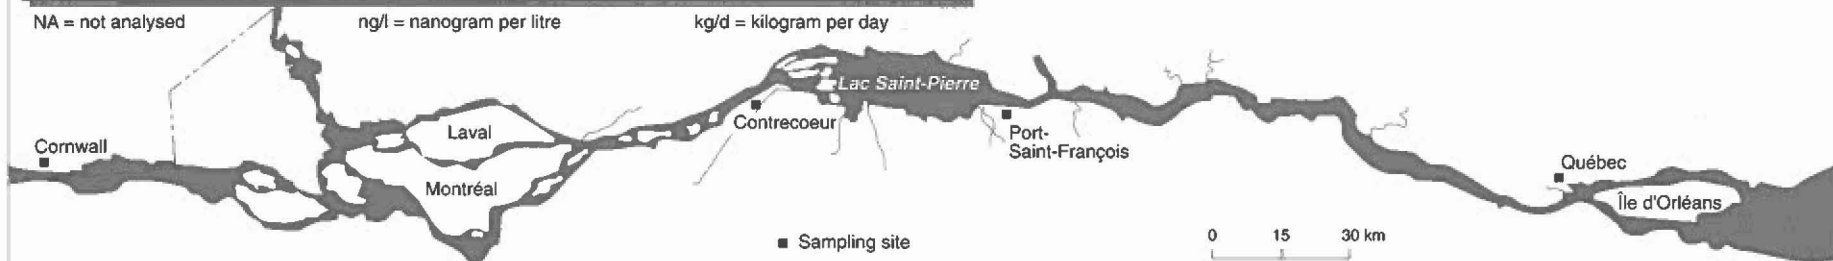 NA = not analysed
ng/l = nanogram per litre
kg/d = kilogram per day
Lac Saint-Pierre
Contrecoeur
Laval
Port-
Saint-François
Cornwall
Montréal
Québec
Île d'Orléans
Sampling site
0 15 30 km